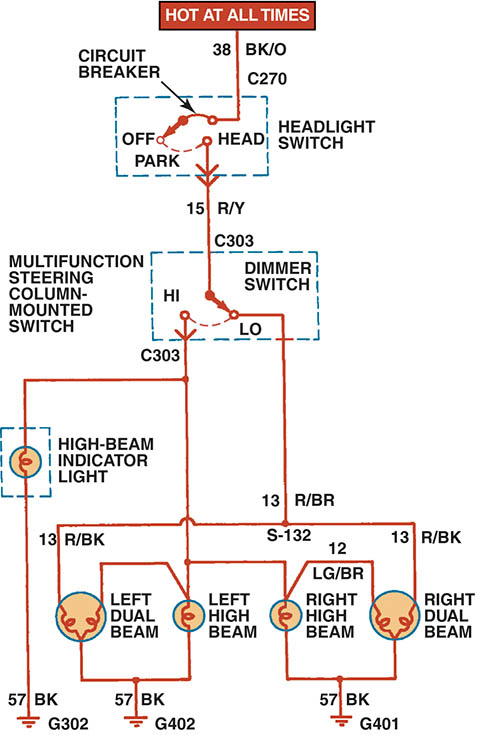 HOT AT ALL TIMES
38 BK/O
C270
CIRCUIT
BREAKER
OFF
HEAD
PARK
HEADLIGHT
SWITCH
15 R/Y
C303
MULTIFUNCTION
STEERING
COLUMN-
MOUNTED
SWITCH
DIMMER
SWITCH
HI
LO
C303
HIGH-BEAM
INDICATOR
LIGHT
13 R/BR
S-132
13 R/BK
12
LG/BR
13 R/BK
LEFT
DUAL
BEAM
LEFT
HIGH
BEAM
RIGHT
HIGH
BEAM
RIGHT
DUAL
BEAM
57 BK
G302
57 BK
G402
57 BK
G401